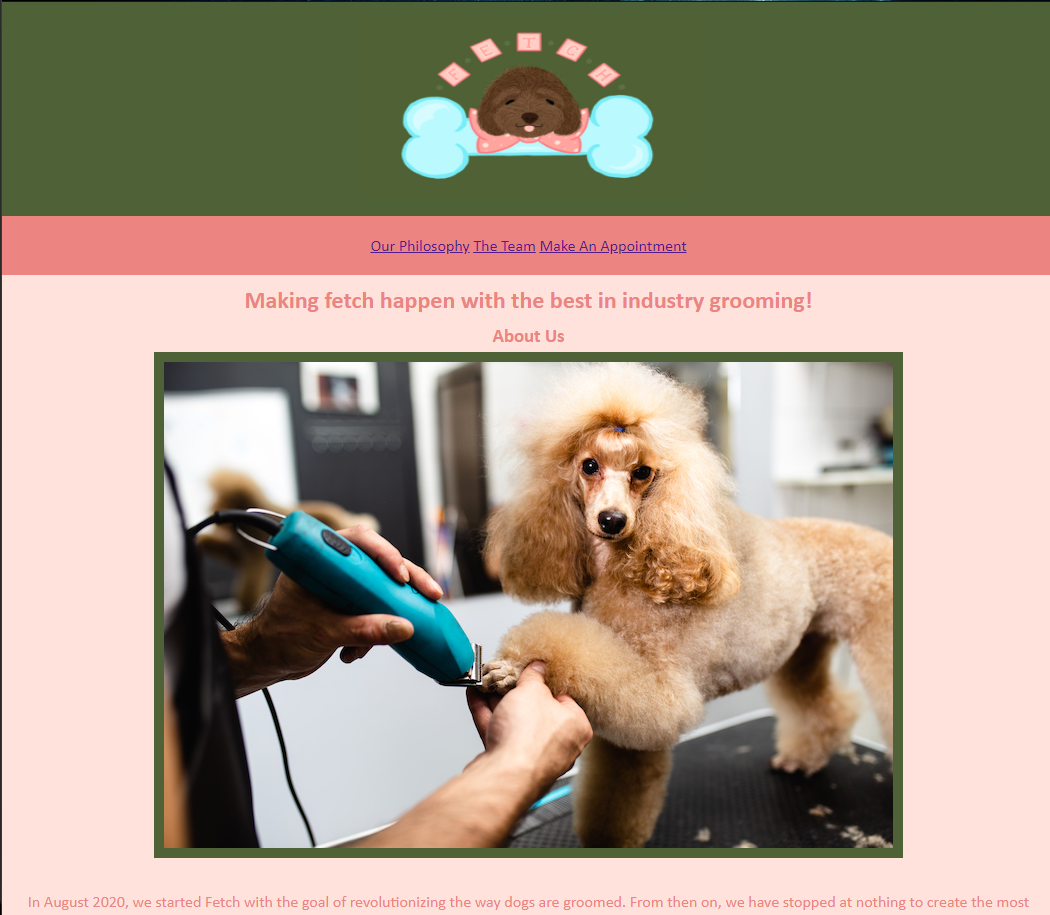 FETCH
Our Philosophy The Team Make An Appointment
Making fetch happen with the best in industry grooming!
About Us
In August 2020, we started Fetch with the goal of revolutionizing the way dogs are groomed. From then on, we have stopped at nothing to create the most